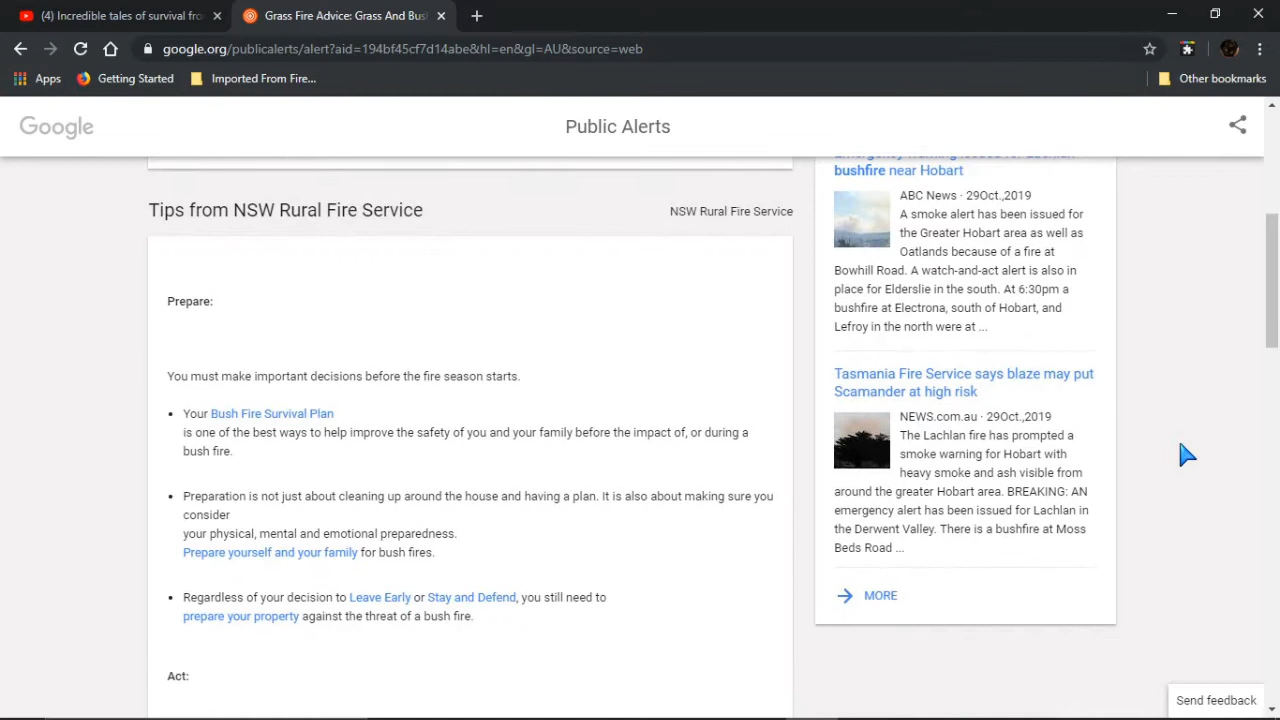 (4) Incredible tales of survival fro
Grass Fire Advice: Grass And Bus
google.org/publicalerts/alert?aid=194bf45cf7d14abe&hl=en&gl=AU&source=web
Apps
Getting Started
Imported From Fire...
Other bookmarks
Google
Public Alerts
Tips from NSW Rural Fire Service
NSW Rural Fire Service
Prepare:
You must make important decisions before the fire season starts.
Your Bush Fire Survival Plan
is one of the best ways to help improve the safety of you and your family before the impact of, or during a
bush fire.
Preparation is not just about cleaning up around the house and having a plan. It is also about making sure you
consider
your physical, mental and emotional preparedness.
Prepare yourself and your family for bush fires.
Regardless of your decision to Leave Early or Stay and Defend, you still need to
prepare your property against the threat of a bush fire.
Act:
bushfire near Hobart
ABC News · 29Oct.,2019
A smoke alert has been issued for
the Greater Hobart area as well as
Oatlands because of a fire at
Bowhill Road. A watch-and-act alert is also in
place for Elderslie in the south. At 6:30pm a
bushfire at Electrona, south of Hobart, and
Lefroy in the north were at ...
Tasmania Fire Service says blaze may put
Scamander at high risk
NEWS.com.au · 29Oct.,2019
The Lachlan fire has prompted a
smoke warning for Hobart with
heavy smoke and ash visible from
around the greater Hobart area. BREAKING: AN
emergency alert has been issued for Lachlan in
the Derwent Valley. There is a bushfire at Moss
Beds Road ...
MORE
Send feedback